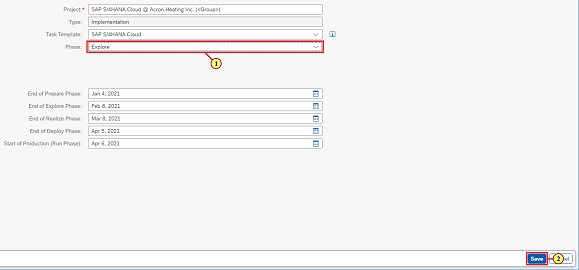 Project:* SAP S/4HANA Cloud @ Acron Heating Inc. (<Group>)
Type: Implementation
Task Template: SAP S/4HANA Cloud
Phase: Explore
1
End of Prepare Phase: Jan 4, 2021
End of Explore Phase: Feb 8, 2021
End of Realize Phase: Mar 8, 2021
End of Deploy Phase: Apr 5, 2021
Start of Production (Run Phase): Apr 6, 2021
Save 2